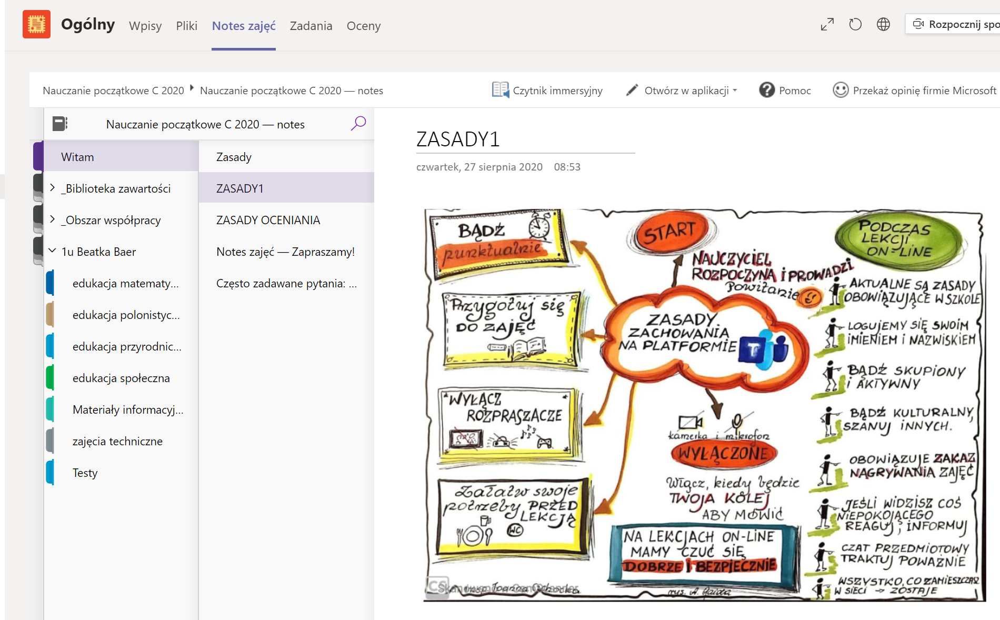 Ogólny Wpisy Pliki Notes zajęć Zadania Oceny
Rozpocznij spo
Nauczanie początkowe C 2020 Nauczanie początkowe C 2020 — notes
Czytnik immersyjny Otwórz w aplikacji Pomoc Przekaż opinię firmie Microsoft
Nauczanie początkowe C 2020 — notes
Witam
_Biblioteka zawartości
_Obszar współpracy
1u Beatka Baer
edukacja matematy...
edukacja polonistyc...
edukacja przyrodnic...
edukacja społeczna
Materiały informacyj...
zajęcia techniczne
Testy
Zasady
ZASADY1
ZASADY OCENIANIA
Notes zajęć — Zapraszamy!
Często zadawane pytania: ...
ZASADY1
czwartek, 27 sierpnia 2020 08:53
BĄDŹ
punktualnie
Przygotuj się
DO ZAJĘĆ
WYŁĄCZ
ROZPRASZACZE
Załatw swoje
potrzeby PRZED
LEKCJĄ
WC
START
NAUCZYCIEL
ROZPOCZYNA i PROWADZI
Powitanie
ZASADY
ZACHOWANIA
NA PLATFORMIE
T
kamerka i mikrofon
WYŁĄCZONE
Włącz, kiedy będzie
TWOJA KOLEJ
ABY MÓWIĆ
NA LEKCJACH ON-LINE
MAMY CZUĆ SIĘ
DOBRZE i BEZPIECZNIE
rys. A. Gajda
PODCZAS
LEKCJI
ON-LINE
AKTUALNE SĄ ZASADY
OBOWIĄZUJĄCE W SZKOLE
LOGUJEMY SIĘ SWOIM
IMIENIEM i NAZWISKIEM
BĄDŹ SKUPIONY
i AKTYWNY
BĄDŹ KULTURALNY,
SZANUJ INNYCH.
OBOWIĄZUJE ZAKAZ
NAGRYWANIA ZAJĘĆ
JEŚLI WIDZISZ COŚ
NIEPOKOJĄCEGO
REAGUJ, INFORMUJ
CZAT PRZEDMIOTOWY
TRAKTUJ POWAŻNIE
WSZYSTKO, CO ZAMIESZCZASZ
W SIECI → ZOSTAJE
CS
Skanowano w CamScanner